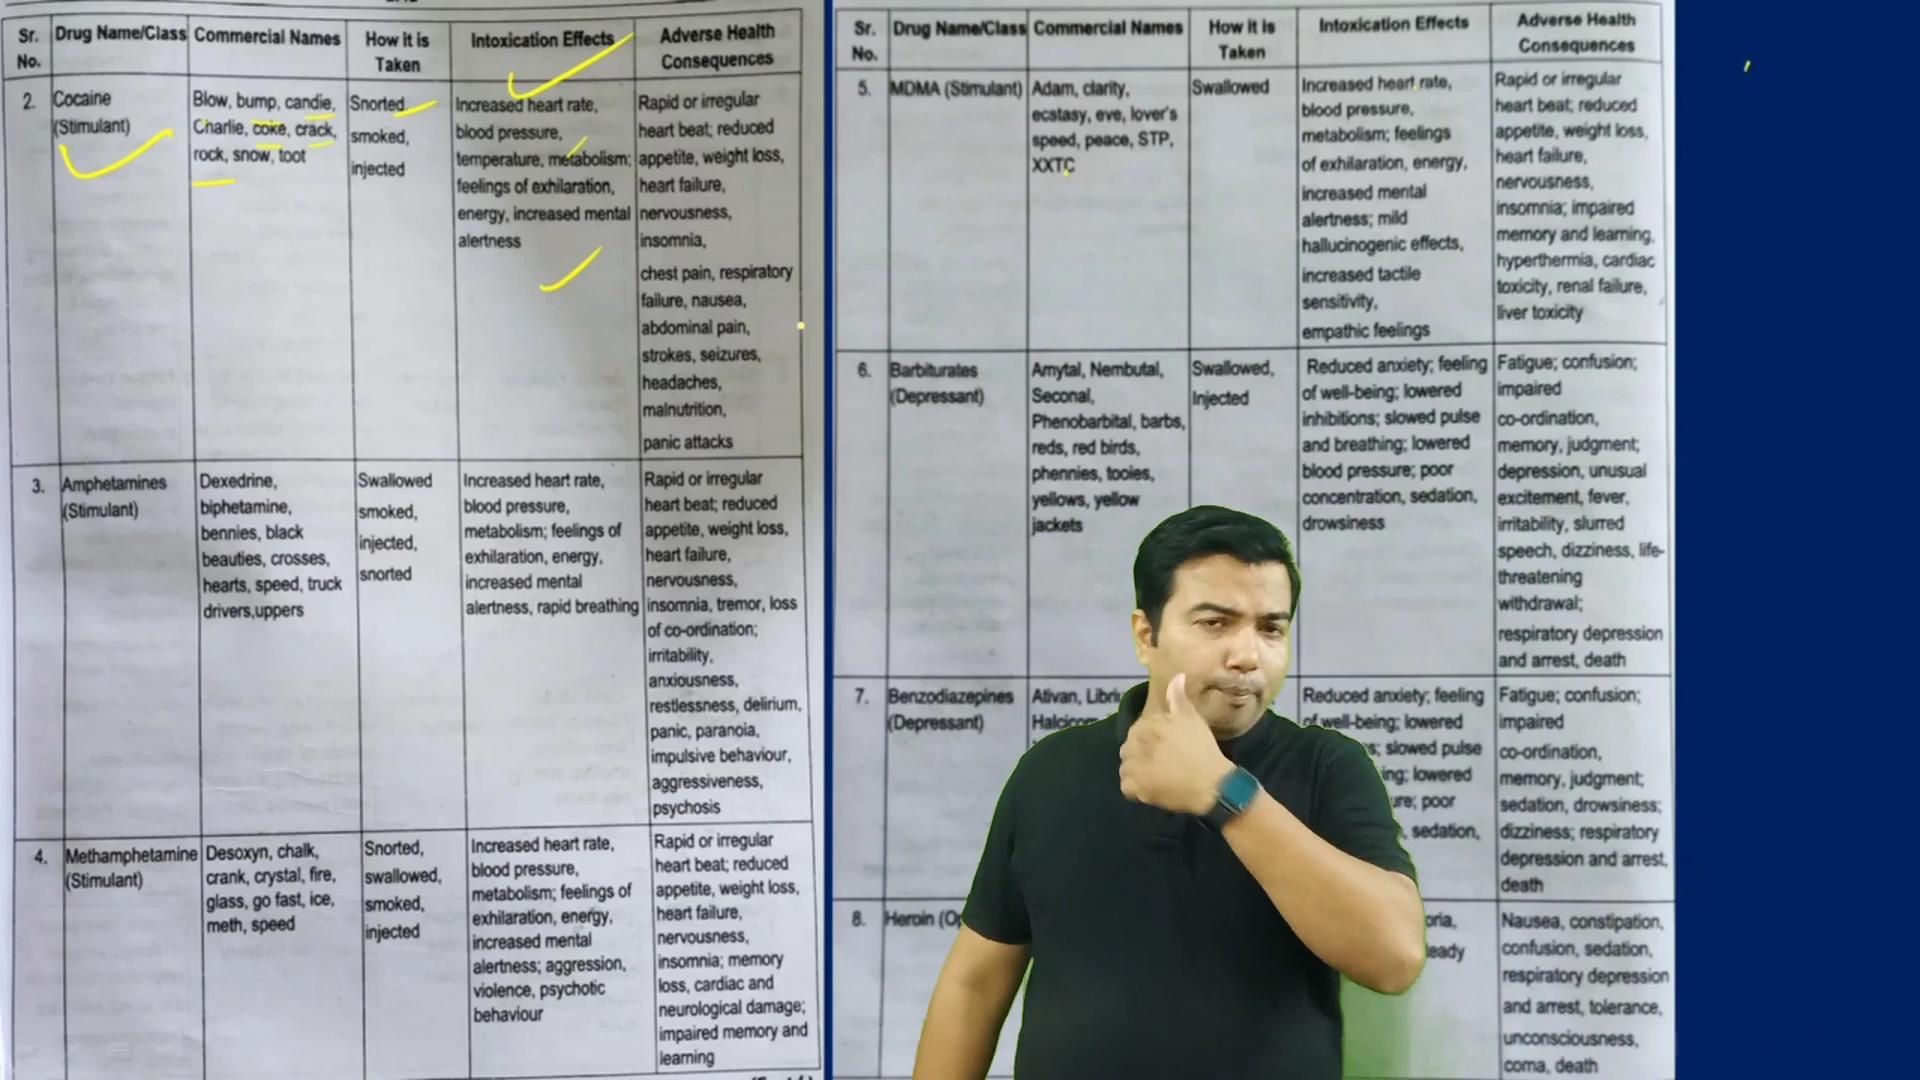 Sr.
No.
Drug Name/Class
Commercial Names
How it is
Taken
Intoxication Effects
Adverse Health
Consequences
2.
Cocaine
(Stimulant)
Blow, bump, candie,
Charlie, coke, crack,
rock, snow, toot
Snorted
smoked,
injected
Increased heart rate,
blood pressure,
temperature, metabolism;
feelings of exhilaration,
energy, increased mental
alertness
Rapid or irregular
heart beat; reduced
appetite, weight loss,
heart failure,
nervousness,
insomnia,
chest pain, respiratory
failure, nausea,
abdominal pain,
strokes, seizures,
headaches,
malnutrition,
panic attacks
3.
Amphetamines
(Stimulant)
Dexedrine,
biphetamine,
bennies, black
beauties, crosses,
hearts, speed, truck
drivers,uppers
Swallowed
smoked,
injected,
snorted
Increased heart rate,
blood pressure,
metabolism; feelings of
exhilaration, energy,
increased mental
alertness, rapid breathing
Rapid or irregular
heart beat; reduced
appetite, weight loss,
heart failure,
nervousness,
insomnia, tremor, loss
of co-ordination;
irritability,
anxiousness,
restlessness, delirium,
panic, paranoia,
impulsive behaviour,
aggressiveness,
psychosis
4.
Methamphetamine
(Stimulant)
Desoxyn, chalk,
crank, crystal, fire,
glass, go fast, ice,
meth, speed
Snorted,
swallowed,
smoked,
injected
Increased heart rate,
blood pressure,
metabolism; feelings of
exhilaration, energy,
increased mental
alertness; aggression,
violence, psychotic
behaviour
Rapid or irregular
heart beat; reduced
appetite, weight loss,
heart failure,
nervousness,
insomnia; memory
loss, cardiac and
neurological damage;
impaired memory and
learning
Sr.
No.
Drug Name/Class
Commercial Names
How it is
Taken
Intoxication Effects
Adverse Health
Consequences
5.
MDMA (Stimulant)
Adam, clarity,
ecstasy, eve, lover's
speed, peace, STP,
XXTC
Swallowed
Increased heart rate,
blood pressure,
metabolism; feelings
of exhilaration, energy,
increased mental
alertness; mild
hallucinogenic effects,
increased tactile
sensitivity,
empathic feelings
Rapid or irregular
heart beat; reduced
appetite, weight loss,
heart failure,
nervousness,
insomnia; impaired
memory and learning,
hyperthermia, cardiac
toxicity, renal failure,
liver toxicity
6.
Barbiturates
(Depressant)
Amytal, Nembutal,
Seconal,
Phenobarbital, barbs,
reds, red birds,
phennies, tooies,
yellows, yellow
jackets
Swallowed,
Injected
Reduced anxiety; feeling
of well-being; lowered
inhibitions; slowed pulse
and breathing; lowered
blood pressure; poor
concentration, sedation,
drowsiness
Fatigue; confusion;
impaired
co-ordination,
memory, judgment;
depression, unusual
excitement, fever,
irritability, slurred
speech, dizziness, life-
threatening
withdrawal;
respiratory depression
and arrest, death
7.
Benzodiazepines
(Depressant)
Ativan,
Reduced anxiety; feeling
of well-being; lowered
slowed pulse
lowered
poor
sedation,
Fatigue; confusion;
impaired
co-ordination,
memory, judgment;
sedation, drowsiness;
dizziness; respiratory
depression and arrest,
death
8.
Heroin
Nausea, constipation,
confusion, sedation,
respiratory depression
and arrest, tolerance,
unconsciousness,
coma, death